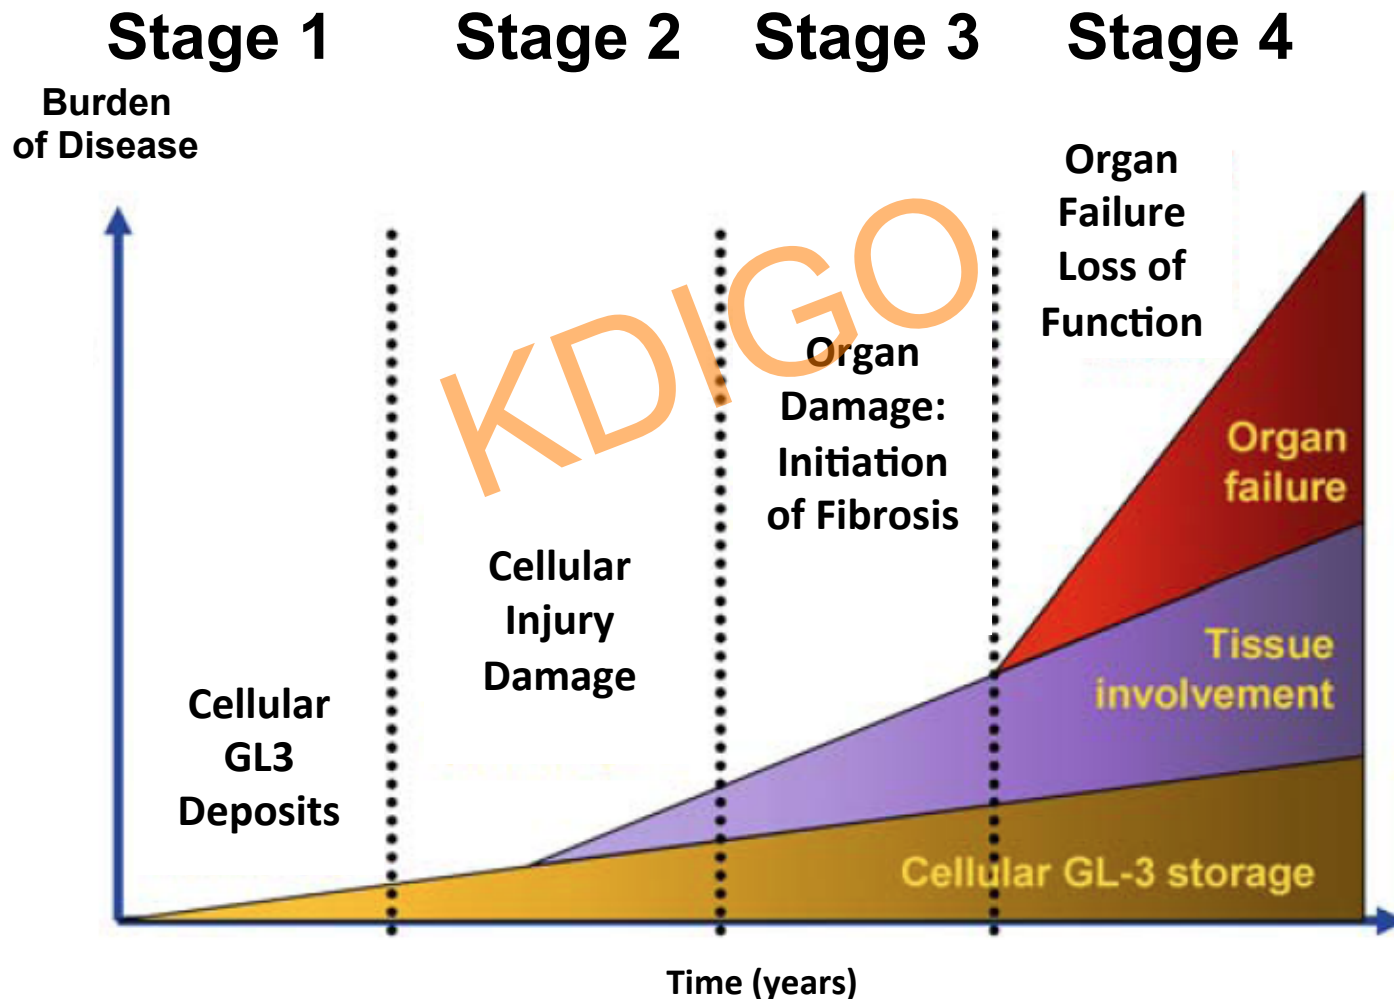 Stage 1 Stage 2 Stage 3 Stage 4
Burden
of Disease
Organ
Failure
Loss of
Function
KDIGO
Organ
Damage:
Initiation
of Fibrosis
Cellular
Injury
Damage
Cellular
GL3
Deposits
Organ
failure
Tissue
involvement
Cellular GL-3 storage
Time (years)